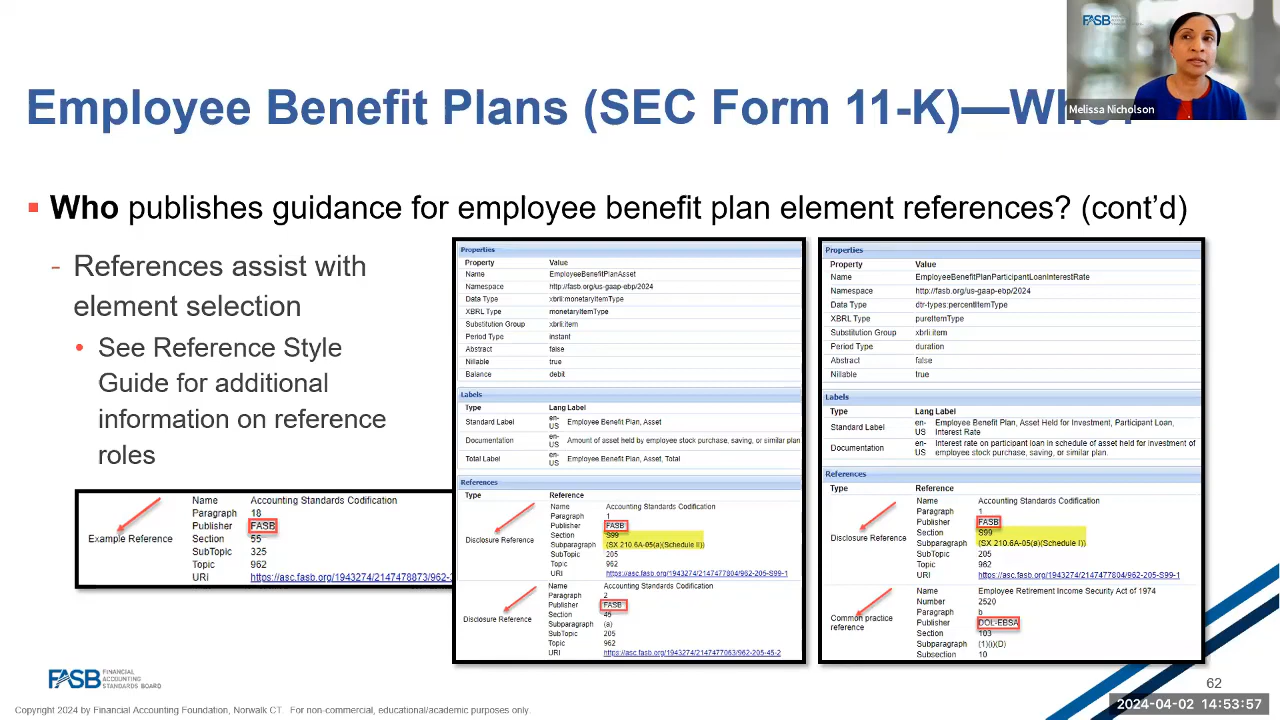 FASB
Melissa Nicholson
Employee Benefit Plans (SEC Form 11-K)—Who?
Who publishes guidance for employee benefit plan element references? (cont’d)
- References assist with
element selection
• See Reference Style
Guide for additional
information on reference
roles
Example Reference
Name Accounting Standards Codification
Paragraph 18
Publisher FASB
Section 55
SubTopic 325
Topic 962
URI https://asc.fasb.org/1943274/2147478873/962-
Properties
Property Value
Name EmployeeBenefitPlanAsset
Namespace http://fasb.org/us-gaap-ebp/2024
Data Type xbrli:monetaryItemType
XBRL Type monetaryItemType
Substitution Group xbrli:item
Period Type instant
Abstract false
Nillable true
Balance debit
Labels
Type Lang Label
Standard Label en-US Employee Benefit Plan, Asset
Documentation en-US Amount of asset held by employee stock purchase, saving, or similar plan
Total Label en-US Employee Benefit Plan, Asset, Total
References
Type Reference
Disclosure Reference
Name Accounting Standards Codification
Paragraph 1
Publisher FASB
Section S99
Subparagraph (SX 210.6A-05(a)(Schedule I))
SubTopic 205
Topic 962
URI https://asc.fasb.org/1943274/2147477804/962-205-S99-1
Disclosure Reference
Name Accounting Standards Codification
Paragraph 2
Publisher FASB
Section 45
Subparagraph (a)
SubTopic 205
Topic 962
URI https://asc.fasb.org/1943274/2147477063/962-205-45-2
Properties
Property Value
Name EmployeeBenefitPlanParticipantLoanInterestRate
Namespace http://fasb.org/us-gaap-ebp/2024
Data Type dtr-types:percentItemType
XBRL Type pureItemType
Substitution Group xbrli:item
Period Type duration
Abstract false
Nillable true
Labels
Type Lang Label
Standard Label en-US Employee Benefit Plan, Asset Held for Investment, Participant Loan,
Interest Rate
Documentation en-US Interest rate on participant loan in schedule of asset held for investment of
employee stock purchase, saving, or similar plan.
References
Type Reference
Disclosure Reference
Name Accounting Standards Codification
Paragraph 1
Publisher FASB
Section S99
Subparagraph (SX 210.6A-05(a)(Schedule I))
SubTopic 205
Topic 962
URI https://asc.fasb.org/1943274/2147477804/962-205-S99-1
Common practice
reference
Name Employee Retirement Income Security Act of 1974
Number 2520
Paragraph b
Publisher DOL-EBSA
Section 103
Subparagraph (1)(i)(D)
Subsection 10
FASB FINANCIAL
ACCOUNTING
STANDARDS BOARD
62
2024-04-02 14:53:57
Copyright 2024 by Financial Accounting Foundation, Norwalk CT. For non-commercial, educational/academic purposes only.